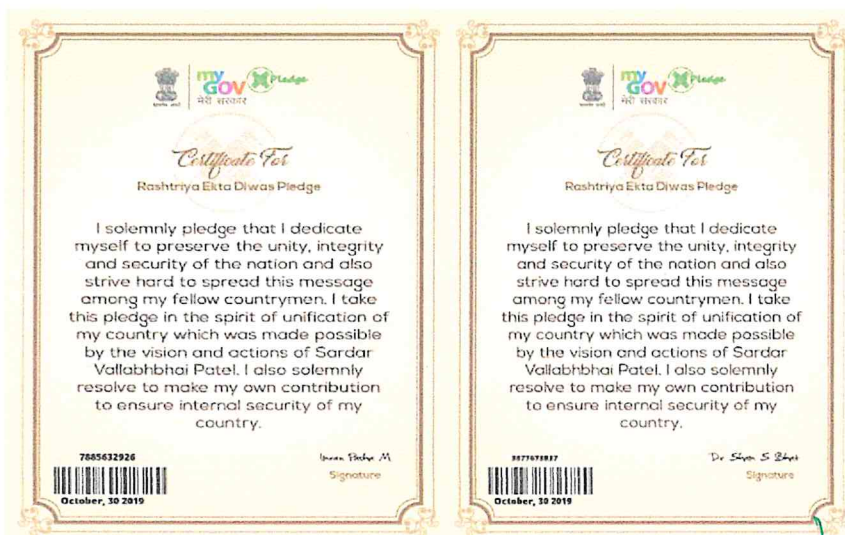 my
GOV
मेरी सरकार
Pledge
Certificate For
Rashtriya Ekta Diwas Pledge
I solemnly pledge that I dedicate
myself to preserve the unity, integrity
and security of the nation and also
strive hard to spread this message
among my fellow countrymen. I take
this pledge in the spirit of unification of
my country which was made possible
by the vision and actions of Sardar
Vallabhbhai Patel. I also solemnly
resolve to make my own contribution
to ensure internal security of my
country.
7885632926
Imran Pasha M
Signature
October, 30 2019
my
GOV
मेरी सरकार
Pledge
Certificate For
Rashtriya Ekta Diwas Pledge
I solemnly pledge that I dedicate
myself to preserve the unity, integrity
and security of the nation and also
strive hard to spread this message
among my fellow countrymen. I take
this pledge in the spirit of unification of
my country which was made possible
by the vision and actions of Sardar
Vallabhbhai Patel. I also solemnly
resolve to make my own contribution
to ensure internal security of my
country.
Dr Shyam S Bhat
Signature
October, 30 2019